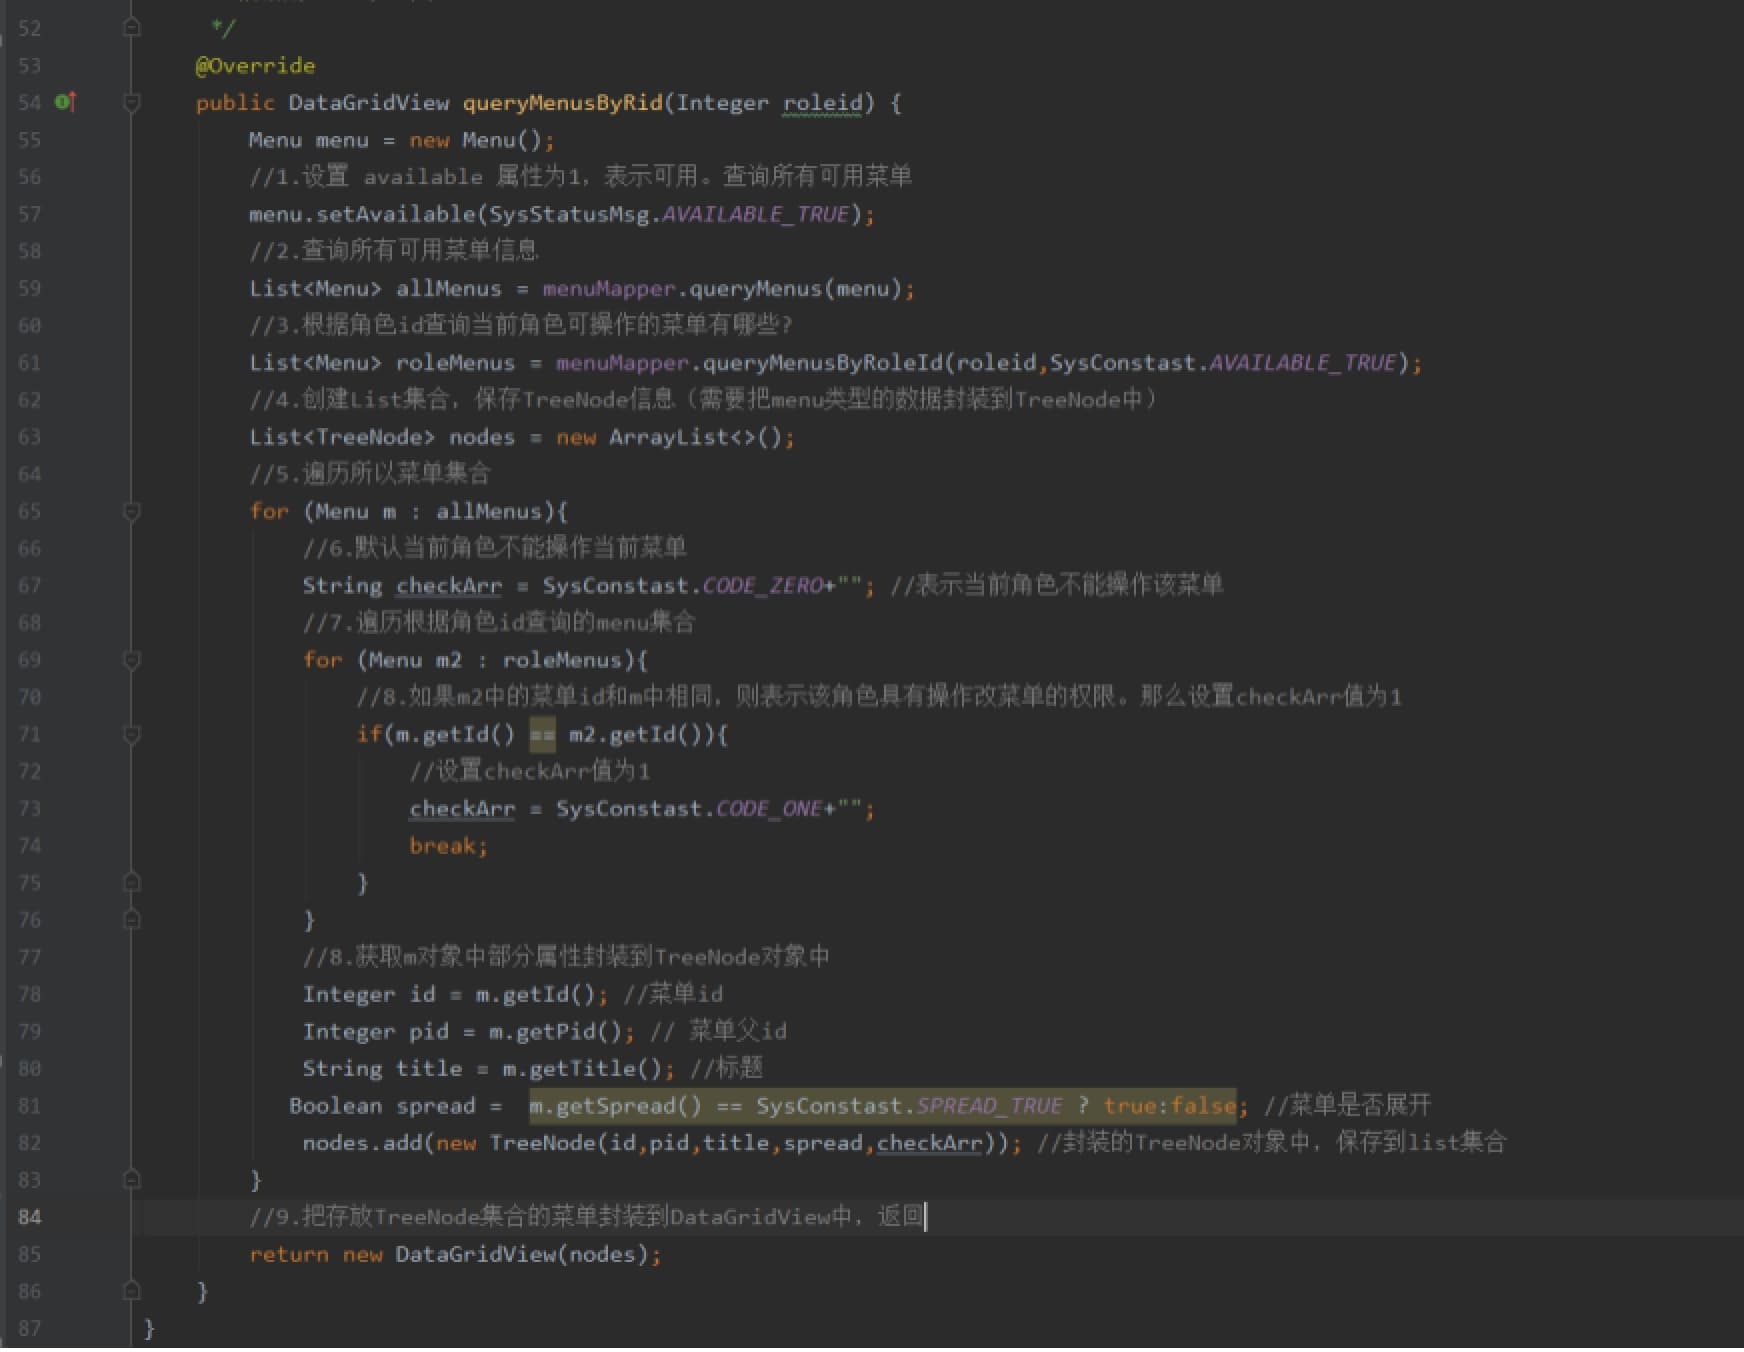 52 */
53 @Override
54 public DataGridView queryMenusByRid(Integer roleid) {
55 Menu menu = new Menu();
56 //1.设置 available 属性为1，表示可用。查询所有可用菜单
57 menu.setAvailable(SysStatusMsg.AVAILABLE_TRUE);
58 //2.查询所有可用菜单信息
59 List<Menu> allMenus = menuMapper.queryMenus(menu);
60 //3.根据角色id查询当前角色可操作的菜单有哪些?
61 List<Menu> roleMenus = menuMapper.queryMenusByRoleId(roleid,SysConstast.AVAILABLE_TRUE);
62 //4.创建List集合，保存TreeNode信息（需要把menu类型的数据封装到TreeNode中）
63 List<TreeNode> nodes = new ArrayList<>();
64 //5.遍历所以菜单集合
65 for (Menu m : allMenus){
66 //6.默认当前角色不能操作当前菜单
67 String checkArr = SysConstast.CODE_ZERO+""; //表示当前角色不能操作该菜单
68 //7.遍历根据角色id查询的menu集合
69 for (Menu m2 : roleMenus){
70 //8.如果m2中的菜单id和m中相同，则表示该角色具有操作改菜单的权限。那么设置checkArr值为1
71 if(m.getId() == m2.getId()){
72 //设置checkArr值为1
73 checkArr = SysConstast.CODE_ONE+"";
74 break;
75 }
76 }
77 //8.获取m对象中部分属性封装到TreeNode对象中
78 Integer id = m.getId(); //菜单id
79 Integer pid = m.getPid(); // 菜单父id
80 String title = m.getTitle(); //标题
81 Boolean spread = m.getSpread() == SysConstast.SPREAD_TRUE ? true:false; //菜单是否展开
82 nodes.add(new TreeNode(id,pid,title,spread,checkArr)); //封装的TreeNode对象中，保存到list集合
83 }
84 //9.把存放TreeNode集合的菜单封装到DataGridView中，返回
85 return new DataGridView(nodes);
86 }
87 }